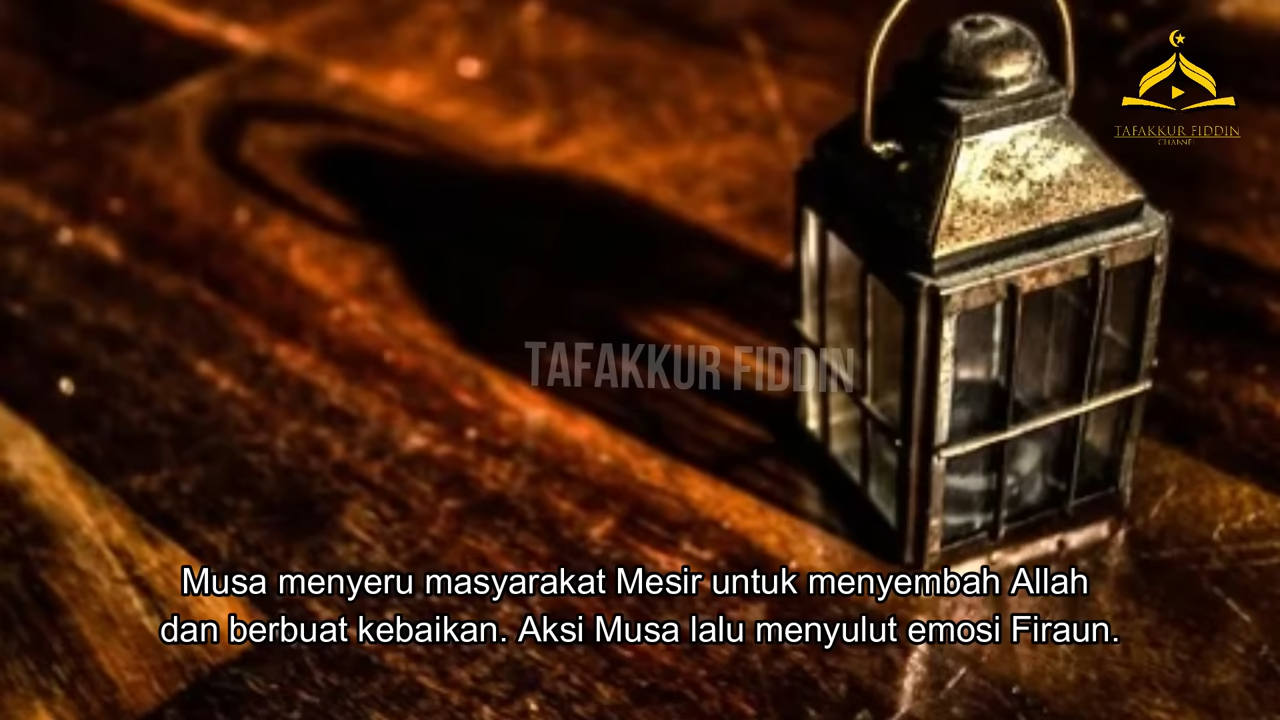 TAFAKKUR FIDDIN
CHANNEL
TAFAKKUR FIDDIN
Musa menyeru masyarakat Mesir untuk menyembah Allah
dan berbuat kebaikan. Aksi Musa lalu menyulut emosi Firaun.